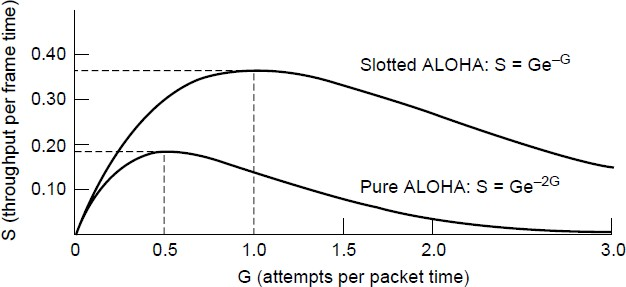 S (throughput per frame time)
0.40
0.30
0.20
0.10
Slotted ALOHA: S = Ge⁻ᴳ
Pure ALOHA: S = Ge⁻²ᴳ
0 0.5 1.0 1.5 2.0 3.0
G (attempts per packet time)